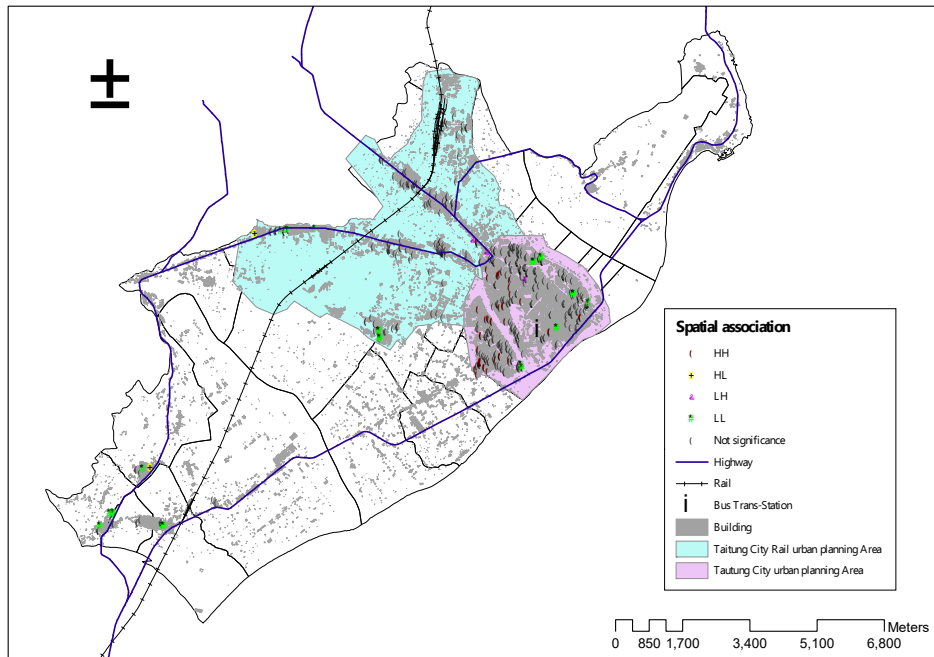 ±
i
Spatial association
HH
HL
LH
LL
Not significance
Highway
Rail
i Bus Trans-Station
Building
Taitung City Rail urban planning Area
Tautung City urban planning Area
Meters
0 850 1,700 3,400 5,100 6,800